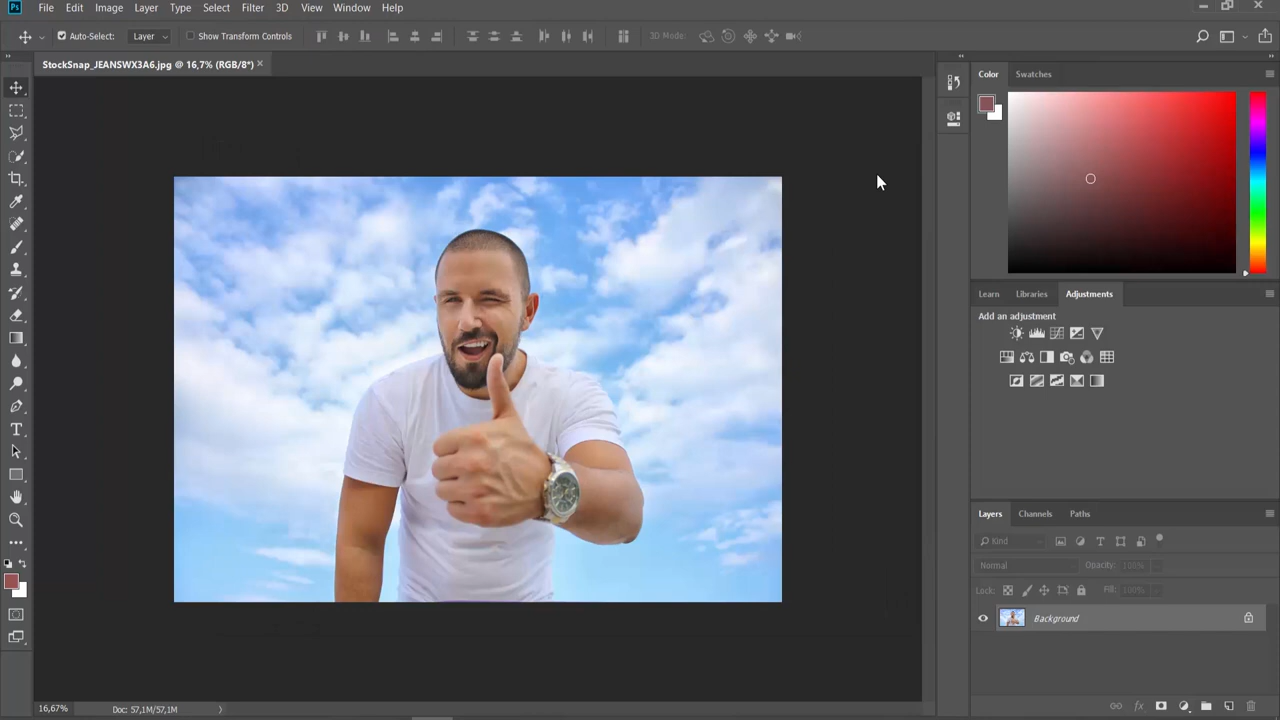 Ps File Edit Image Layer Type Select Filter 3D View Window Help
Auto-Select: Layer Show Transform Controls 3D Mode:
StockSnap_JEANSWX3A6.jpg @ 16,7% (RGB/8*) ×
Color Swatches
Learn Libraries Adjustments
Add an adjustment
Layers Channels Paths
Kind
Normal Opacity: 100%
Lock: Fill: 100%
Background
16,67% Doc: 57,1M/57,1M